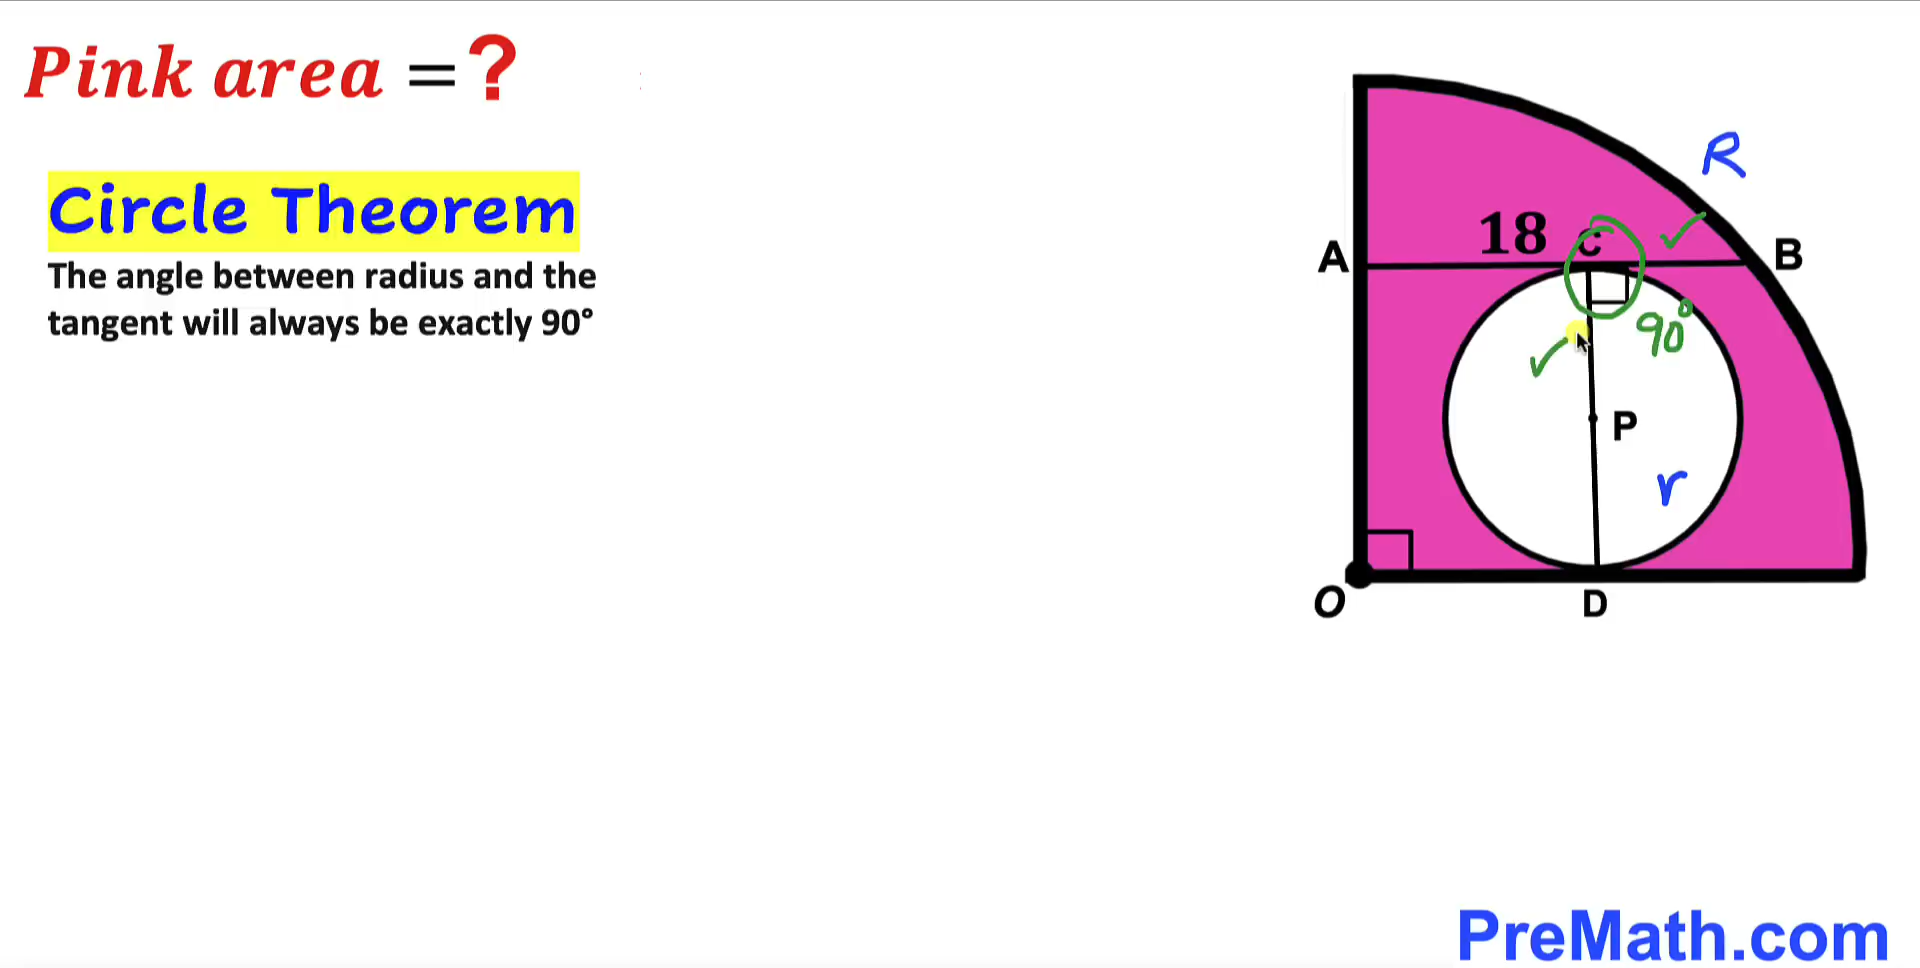 Pink area = ?
Circle Theorem
The angle between radius and the
tangent will always be exactly 90°
R
18
C
A
B
90°
P
r
O
D
PreMath.com